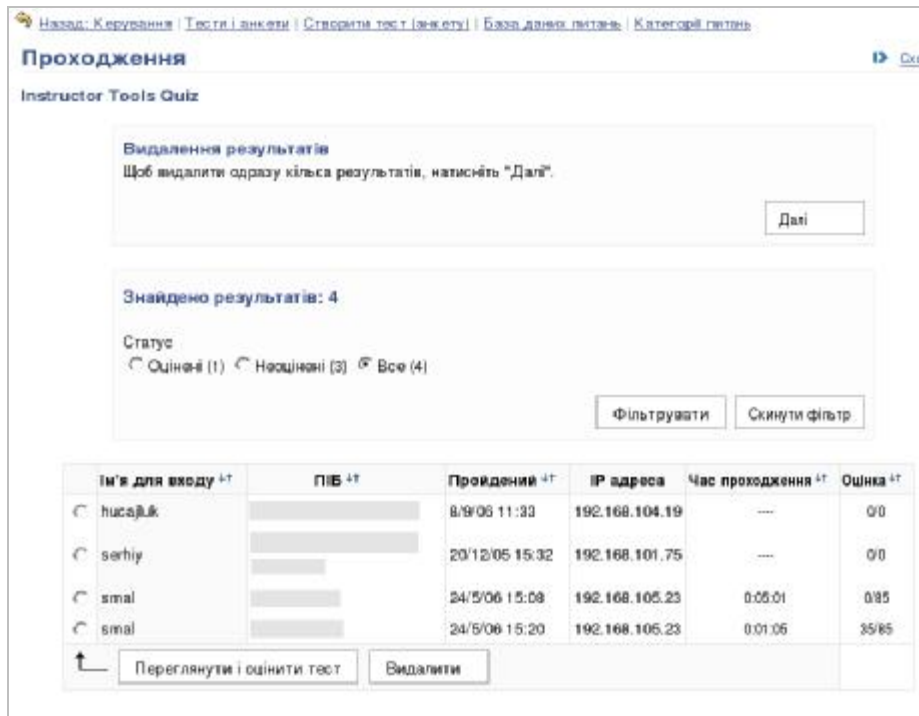 Назад: Керування | Тести і анкети | Створити тест (анкету) | База даних питань | Категорії питань
Проходження
Instructor Tools Quiz
Видалення результатів
Щоб видалити одразу кілька результатів, натисніть "Далі".
Далі
Знайдено результатів: 4
Статус
Оцінені (1) Неоцінені (3) Все (4)
Фільтрувати Скинути фільтр
Ім'я для входу ПІБ Пройдений IP адреса Час проходження Оцінка
hucajluk 8/9/06 11:33 192.168.104.19 ---- 0/0
serhiy 20/12/05 15:32 192.168.101.75 ---- 0/0
smal 24/5/06 15:08 192.168.105.23 0:05:01 0/85
smal 24/5/06 15:20 192.168.105.23 0:01:05 35/85
Переглянути і оцінити тест Видалити